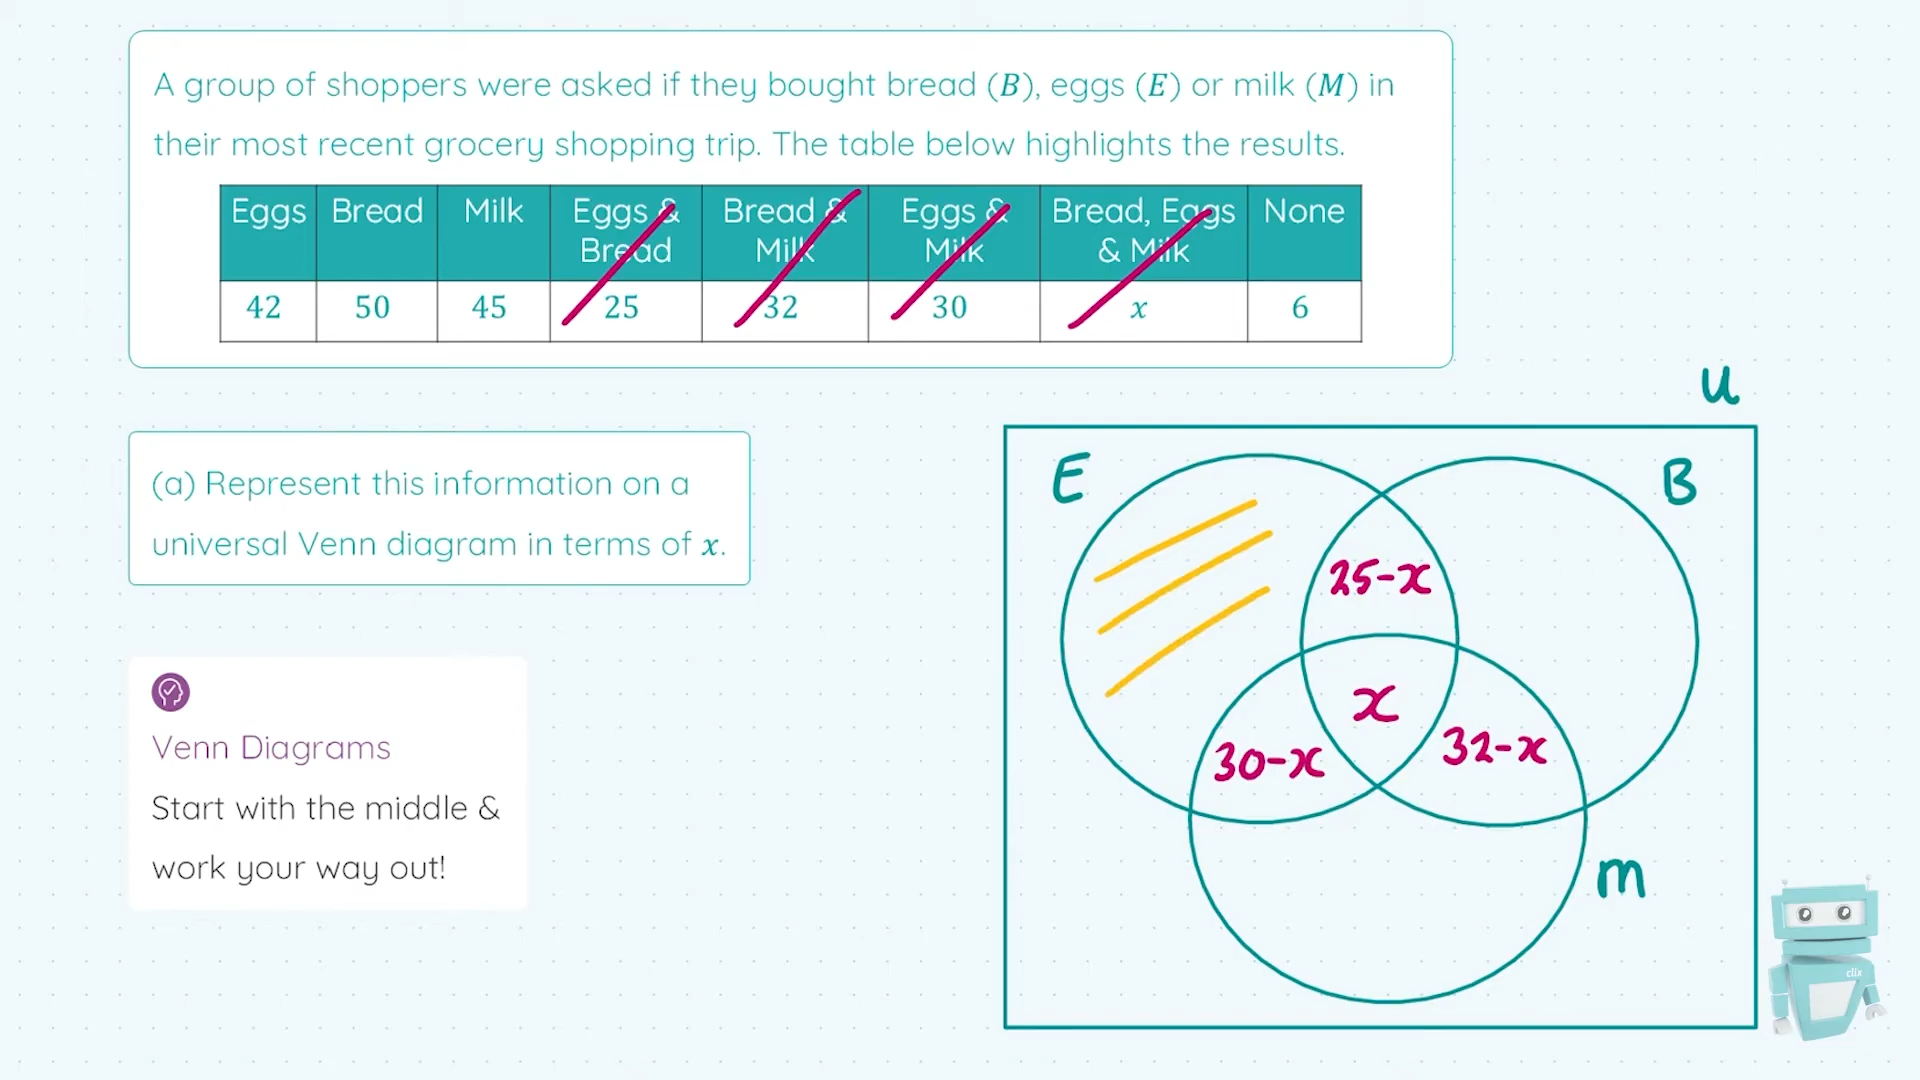 A group of shoppers were asked if they bought bread (B), eggs (E) or milk (M) in
their most recent grocery shopping trip. The table below highlights the results.
Eggs Bread Milk Eggs & Bread Bread & Milk Eggs & Milk Bread, Eggs & Milk None
42 50 45 25 32 30 x 6
(a) Represent this information on a
universal Venn diagram in terms of x.
Venn Diagrams
Start with the middle &
work your way out!
U
E
B
25-x
x
30-x
32-x
m
clix